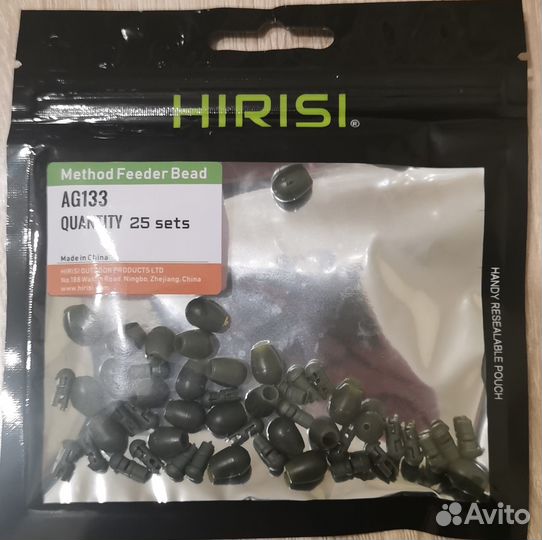 HIRISI®
Method Feeder Bead
AG133
QUANTITY 25 sets
Made in China
HIRISI OUTDOOR PRODUCTS LTD
Road, Ningbo, Zhejiang, China
HANDY RESEALABLE POUCH
Avito